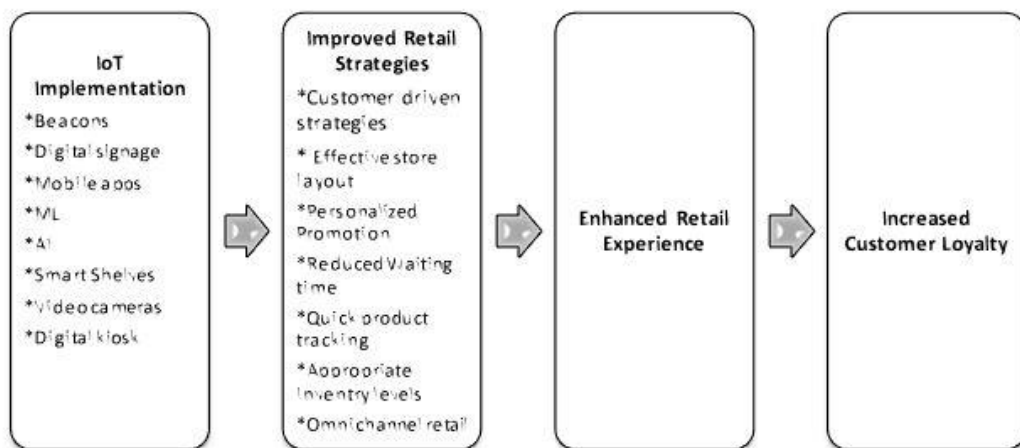 IoT
Implementation
*Beacons
*Digital signage
*Mobile apps
*ML
*AI
*Smart Shelves
*Video cameras
*Digital kiosk
Improved Retail
Strategies
*Customer driven
strategies
* Effective store
layout
*Personalized
Promotion
*Reduced Waiting
time
*Quick product
tracking
*Appropriate
Inventry levels
*Omni channel retail
Enhanced Retail
Experience
Increased
Customer Loyalty